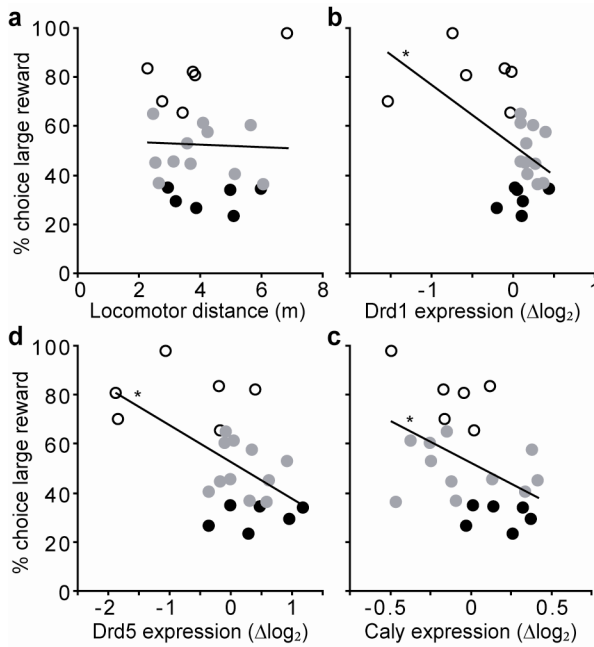 a
b
% choice large reward
100
80
60
40
20
0
0 2 4 6 8
Locomotor distance (m)
*
-1 0 1
Drd1 expression (Δlog₂)
d
c
% choice large reward
100
80
60
40
20
0
*
-2 -1 0 1
Drd5 expression (Δlog₂)
*
-0.5 0 0.5
Caly expression (Δlog₂)